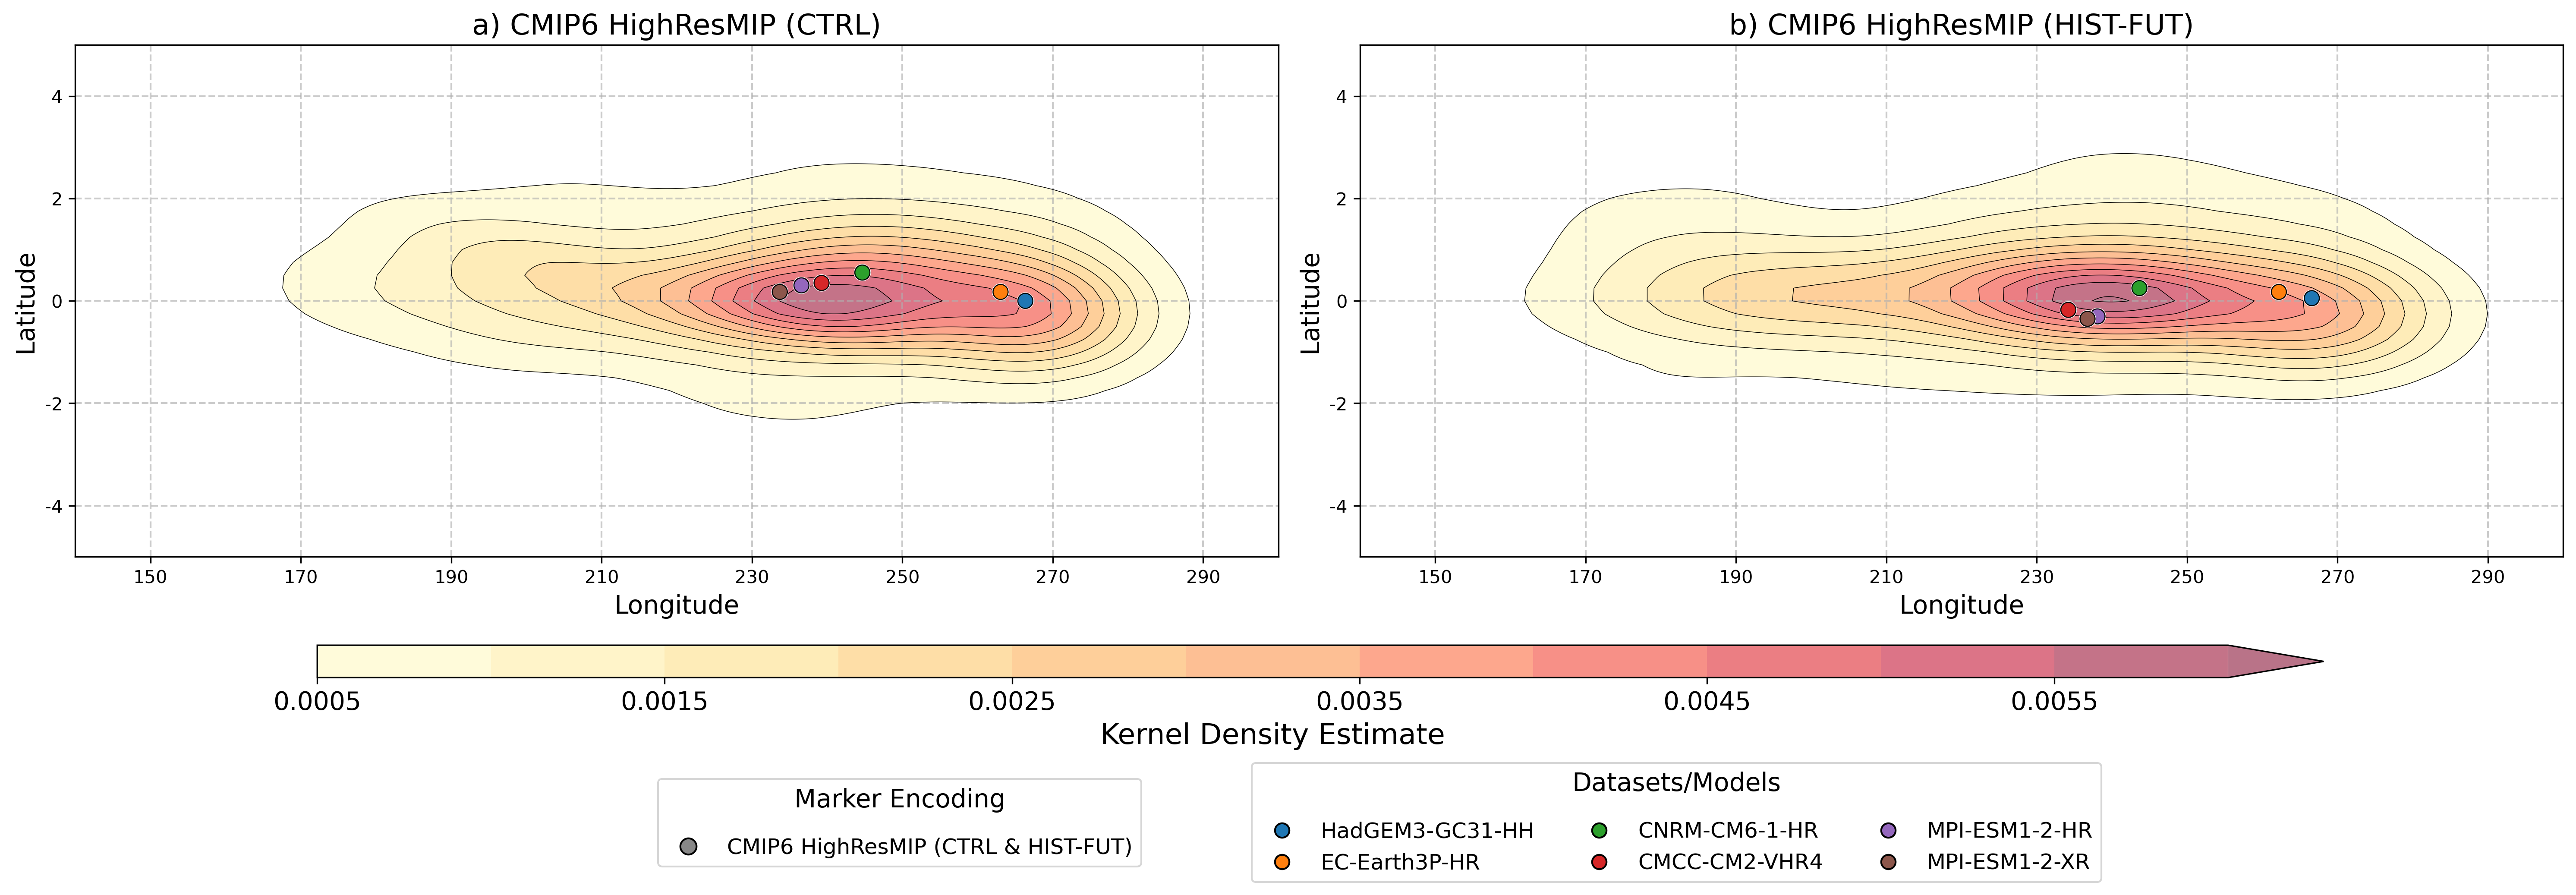 a) CMIP6 HighResMIP (CTRL)
b) CMIP6 HighResMIP (HIST-FUT)
Latitude
4
2
0
-2
-4
150 170 190 210 230 250 270 290
Longitude
Latitude
4
2
0
-2
-4
150 170 190 210 230 250 270 290
Longitude
0.0005 0.0015 0.0025 0.0035 0.0045 0.0055
Kernel Density Estimate
Marker Encoding
CMIP6 HighResMIP (CTRL & HIST-FUT)
Datasets/Models
HadGEM3-GC31-HH CNRM-CM6-1-HR MPI-ESM1-2-HR
EC-Earth3P-HR CMCC-CM2-VHR4 MPI-ESM1-2-XR